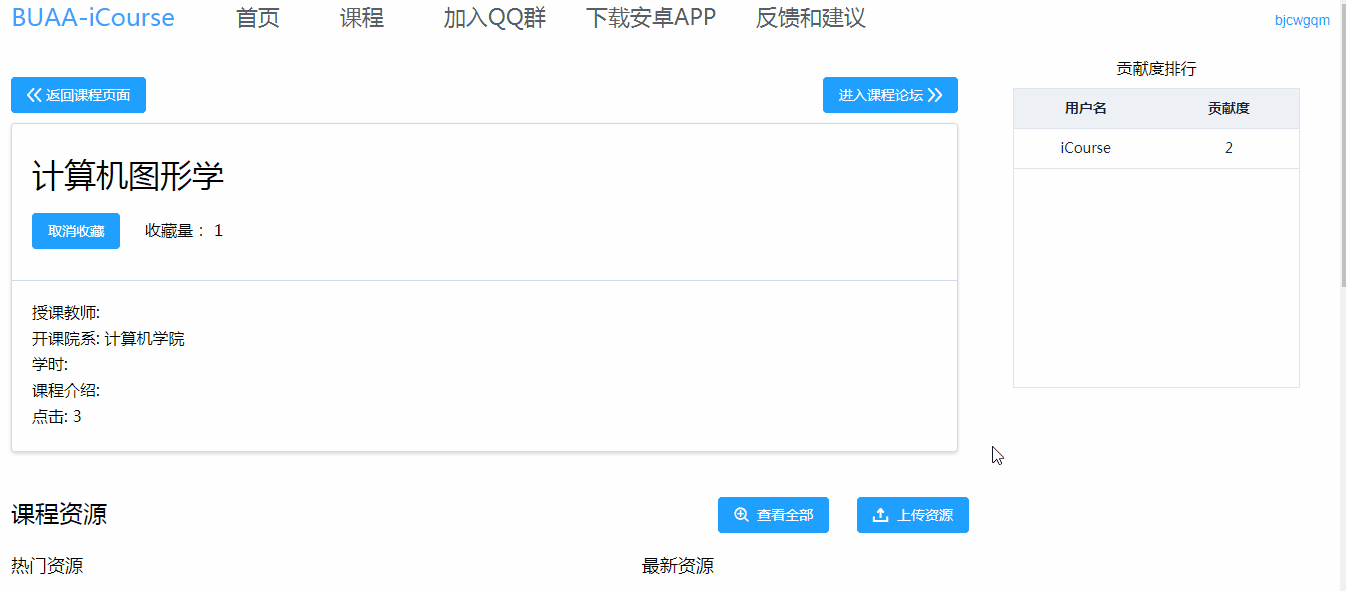 BUAA-iCourse 首页 课程 加入QQ群 下载安卓APP 反馈和建议 bjcwgqm
返回课程页面 进入课程论坛
计算机图形学
取消收藏 收藏量： 1
授课教师:
开课院系: 计算机学院
学时:
课程介绍:
点击: 3
贡献度排行
用户名 贡献度
iCourse 2
课程资源 查看全部 上传资源
热门资源 最新资源